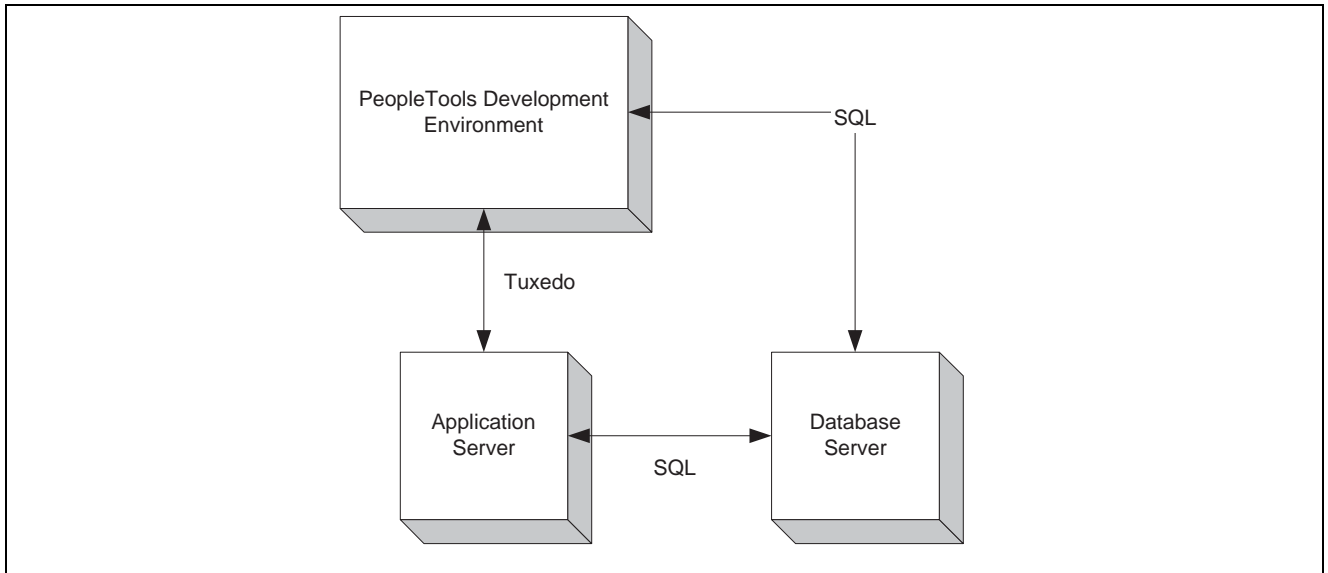 PeopleTools Development
Environment
SQL
Tuxedo
Application
Server
SQL
Database
Server